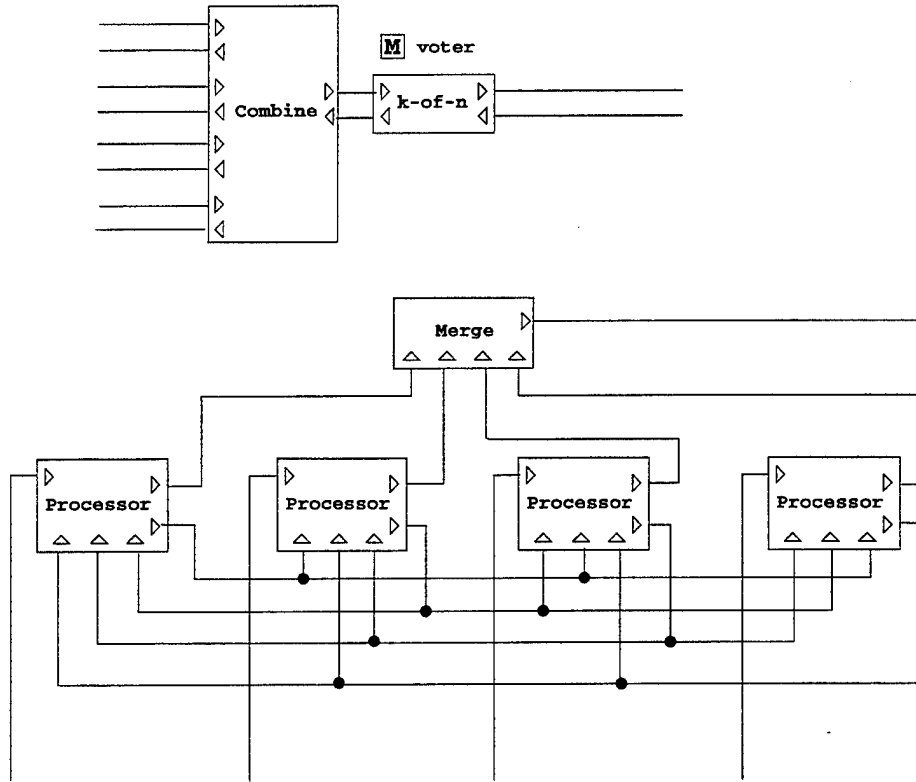 M voter
Combine
k-of-n
Merge
Processor
Processor
Processor
Processor